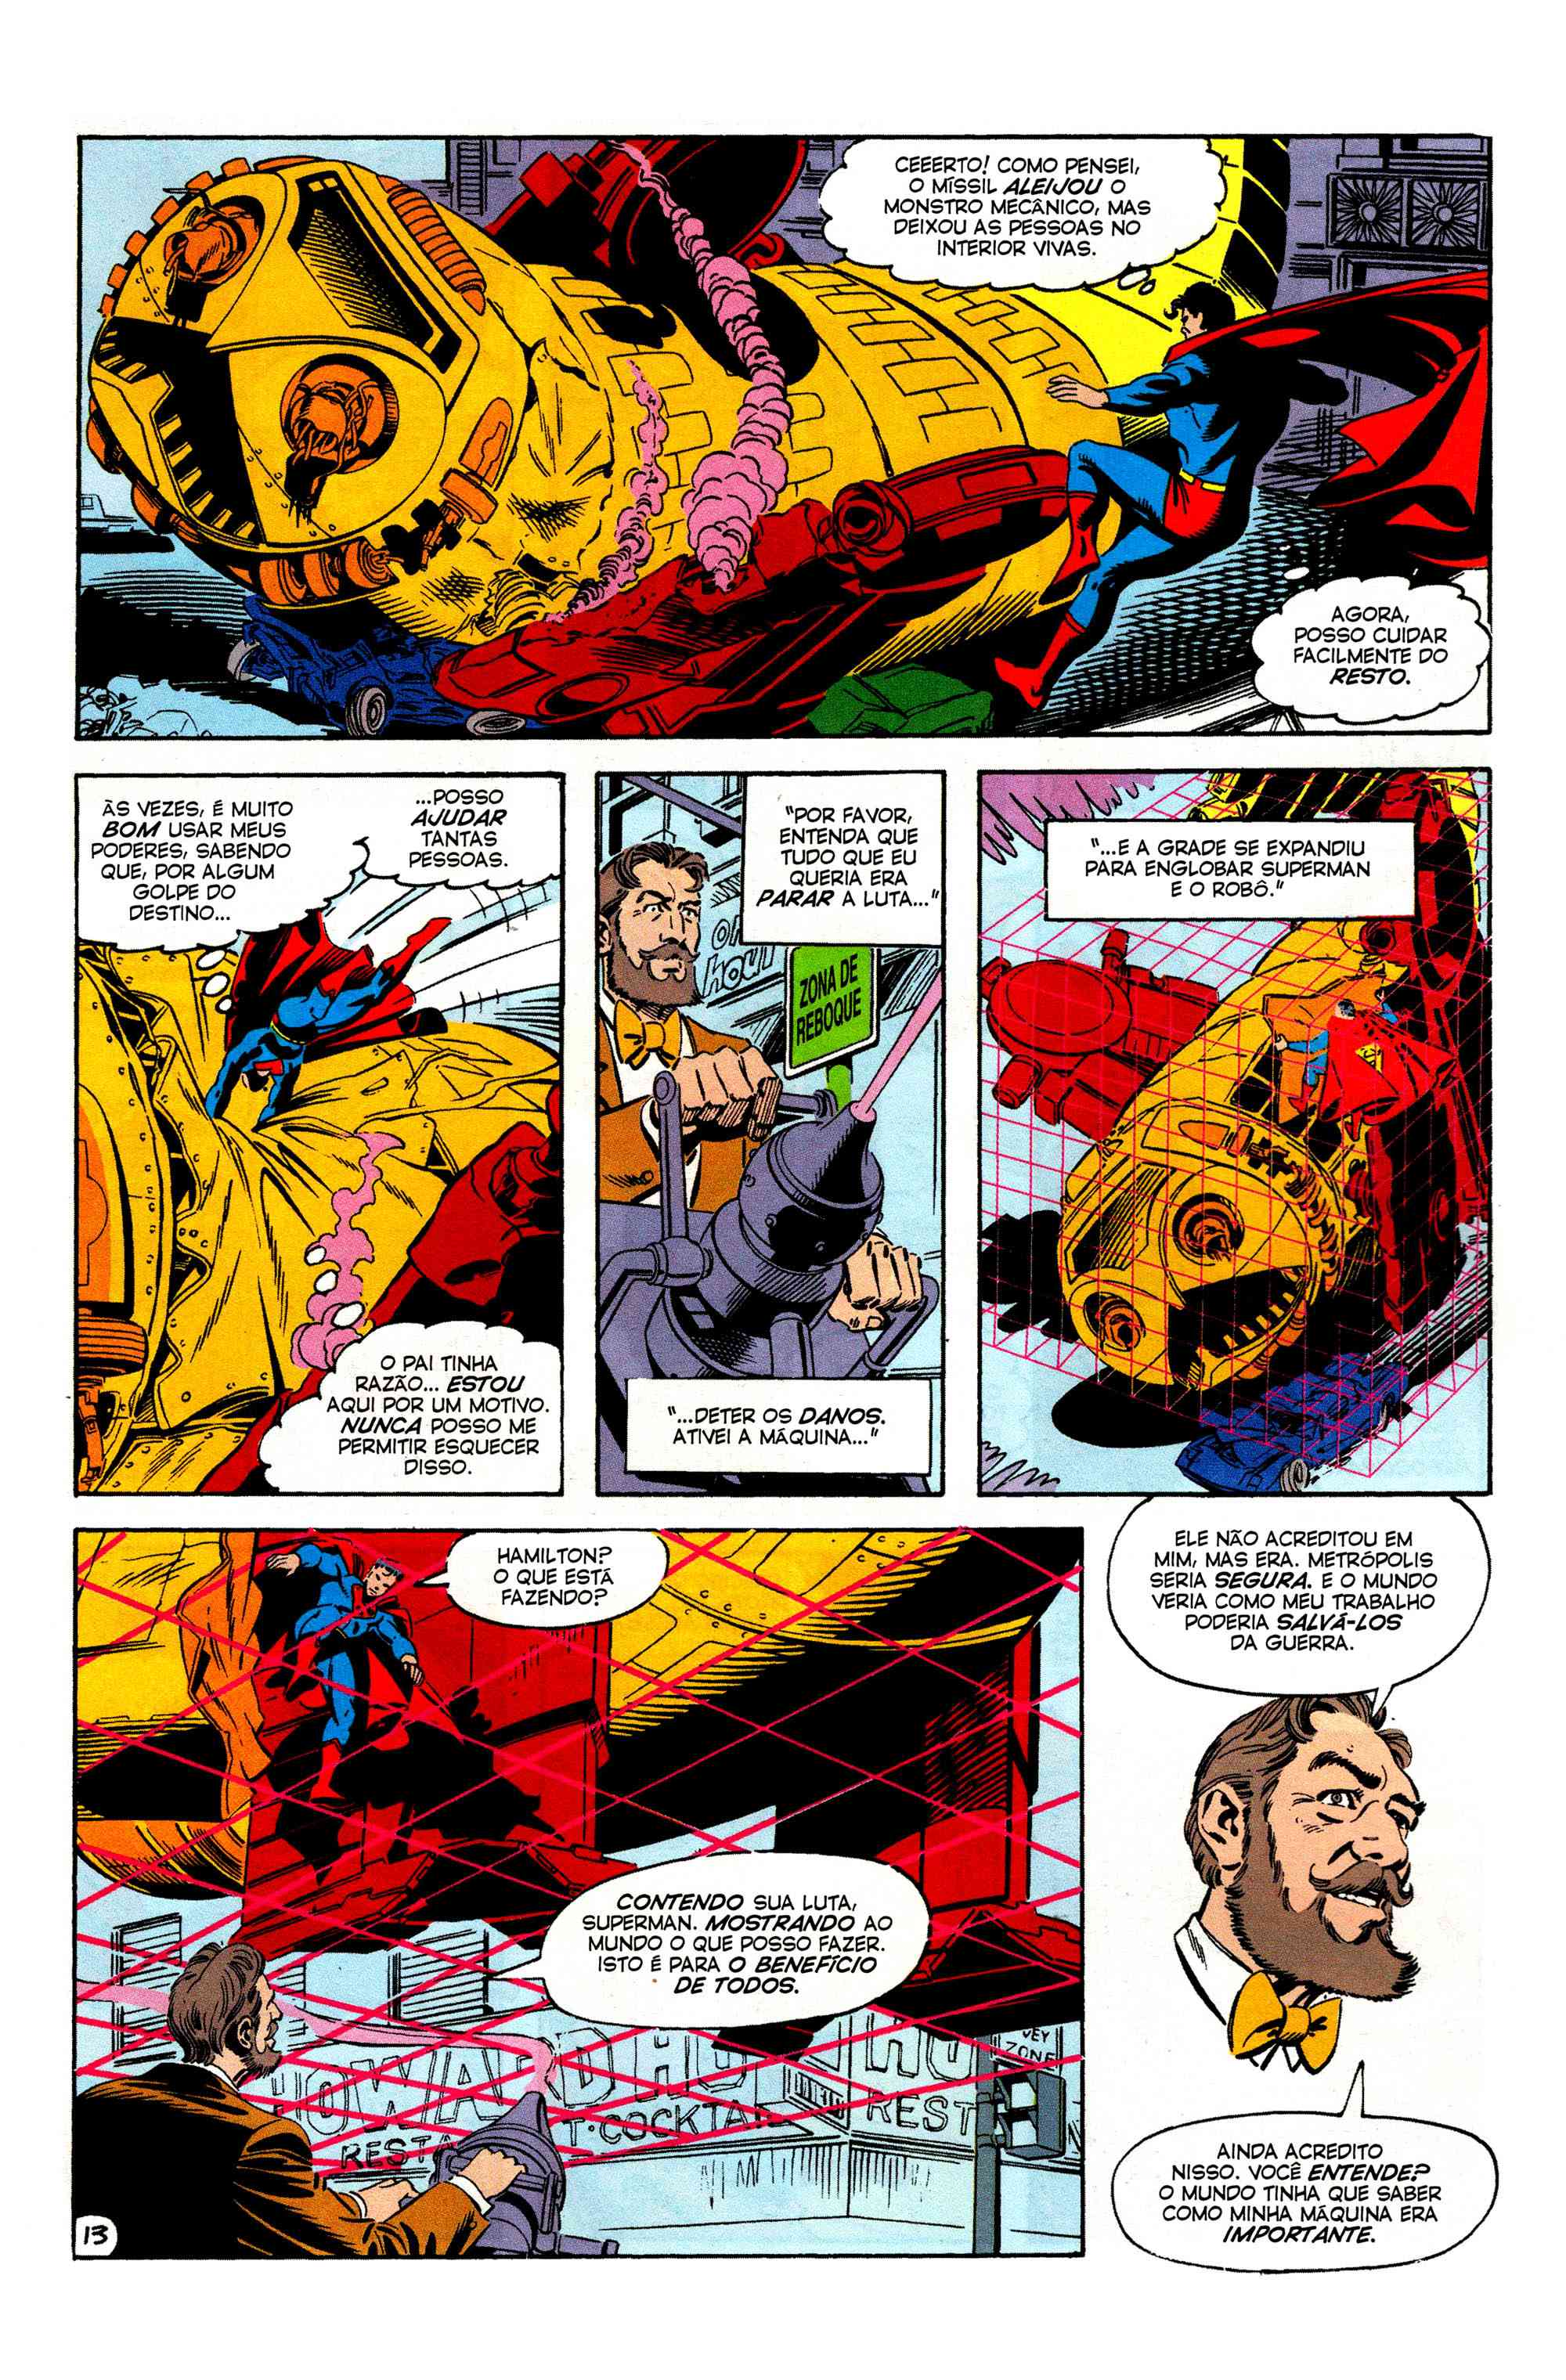 CEEERTO! COMO PENSEI,
O MÍSSIL ALEIJOU O
MONSTRO MECÂNICO, MAS
DEIXOU AS PESSOAS NO
INTERIOR VIVAS.
AGORA,
POSSO CUIDAR
FACILMENTE DO
RESTO.
ÀS VEZES, É MUITO
BOM USAR MEUS
PODERES, SABENDO
QUE, POR ALGUM
GOLPE DO
DESTINO...
...POSSO
AJUDAR
TANTAS
PESSOAS.
O PAI TINHA
RAZÃO... ESTOU
AQUI POR UM MOTIVO.
NUNCA POSSO ME
PERMITIR ESQUECER
DISSO.
"POR FAVOR,
ENTENDA QUE
TUDO QUE EU
QUERIA ERA
PARAR A LUTA..."
ZONA DE
REBOQUE
"...DETER OS DANOS.
ATIVEI A MÁQUINA..."
"...E A GRADE SE EXPANDIU
PARA ENGLOBAR SUPERMAN
E O ROBÔ."
HAMILTON?
O QUE ESTÁ
FAZENDO?
CONTENDO SUA LUTA,
SUPERMAN. MOSTRANDO AO
MUNDO O QUE POSSO FAZER.
ISTO É PARA O BENEFÍCIO
DE TODOS.
HOWARD HO
T·COCKTA
REST
ZONE
13
ELE NÃO ACREDITOU EM
MIM, MAS ERA. METRÓPOLIS
SERIA SEGURA. E O MUNDO
VERIA COMO MEU TRABALHO
PODERIA SALVÁ-LOS
DA GUERRA.
AINDA ACREDITO
NISSO. VOCÊ ENTENDE?
O MUNDO TINHA QUE SABER
COMO MINHA MÁQUINA ERA
IMPORTANTE.